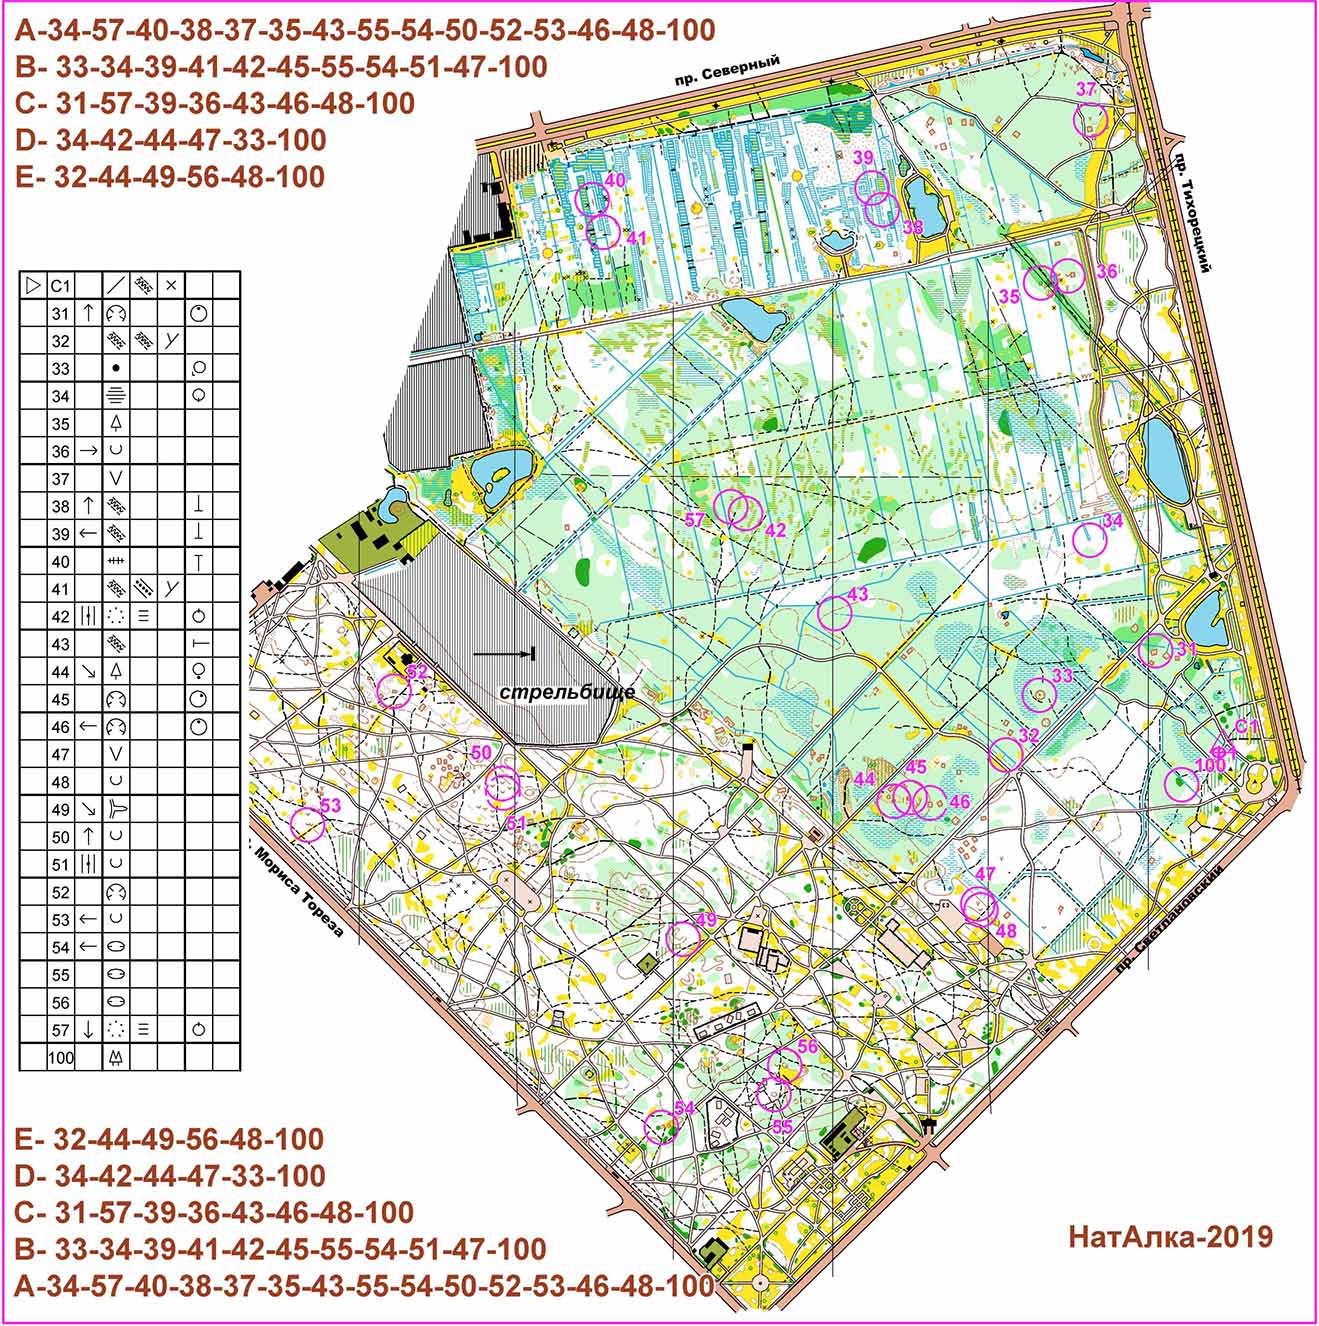 A-34-57-40-38-37-35-43-55-54-50-52-53-46-48-100
B- 33-34-39-41-42-45-55-54-51-47-100
C- 31-57-39-36-43-46-48-100
D- 34-42-44-47-33-100
E- 32-44-49-56-48-100
пр. Северный
пр. Тихорецкий
37
39
40
38
41
36
35
57
42
34
43
31
33
52
С1
32
Ф1
100
50
44
45
46
53
51
47
48
49
56
54
55
стрельбище
Мориса Тореза
пр. Светлановский
C1
31
32
33
34
35
36
37
38
39
40
41
42
43
44
45
46
47
48
49
50
51
52
53
54
55
56
57
100
E- 32-44-49-56-48-100
D- 34-42-44-47-33-100
C- 31-57-39-36-43-46-48-100
B- 33-34-39-41-42-45-55-54-51-47-100
A-34-57-40-38-37-35-43-55-54-50-52-53-46-48-100
НатАлка-2019